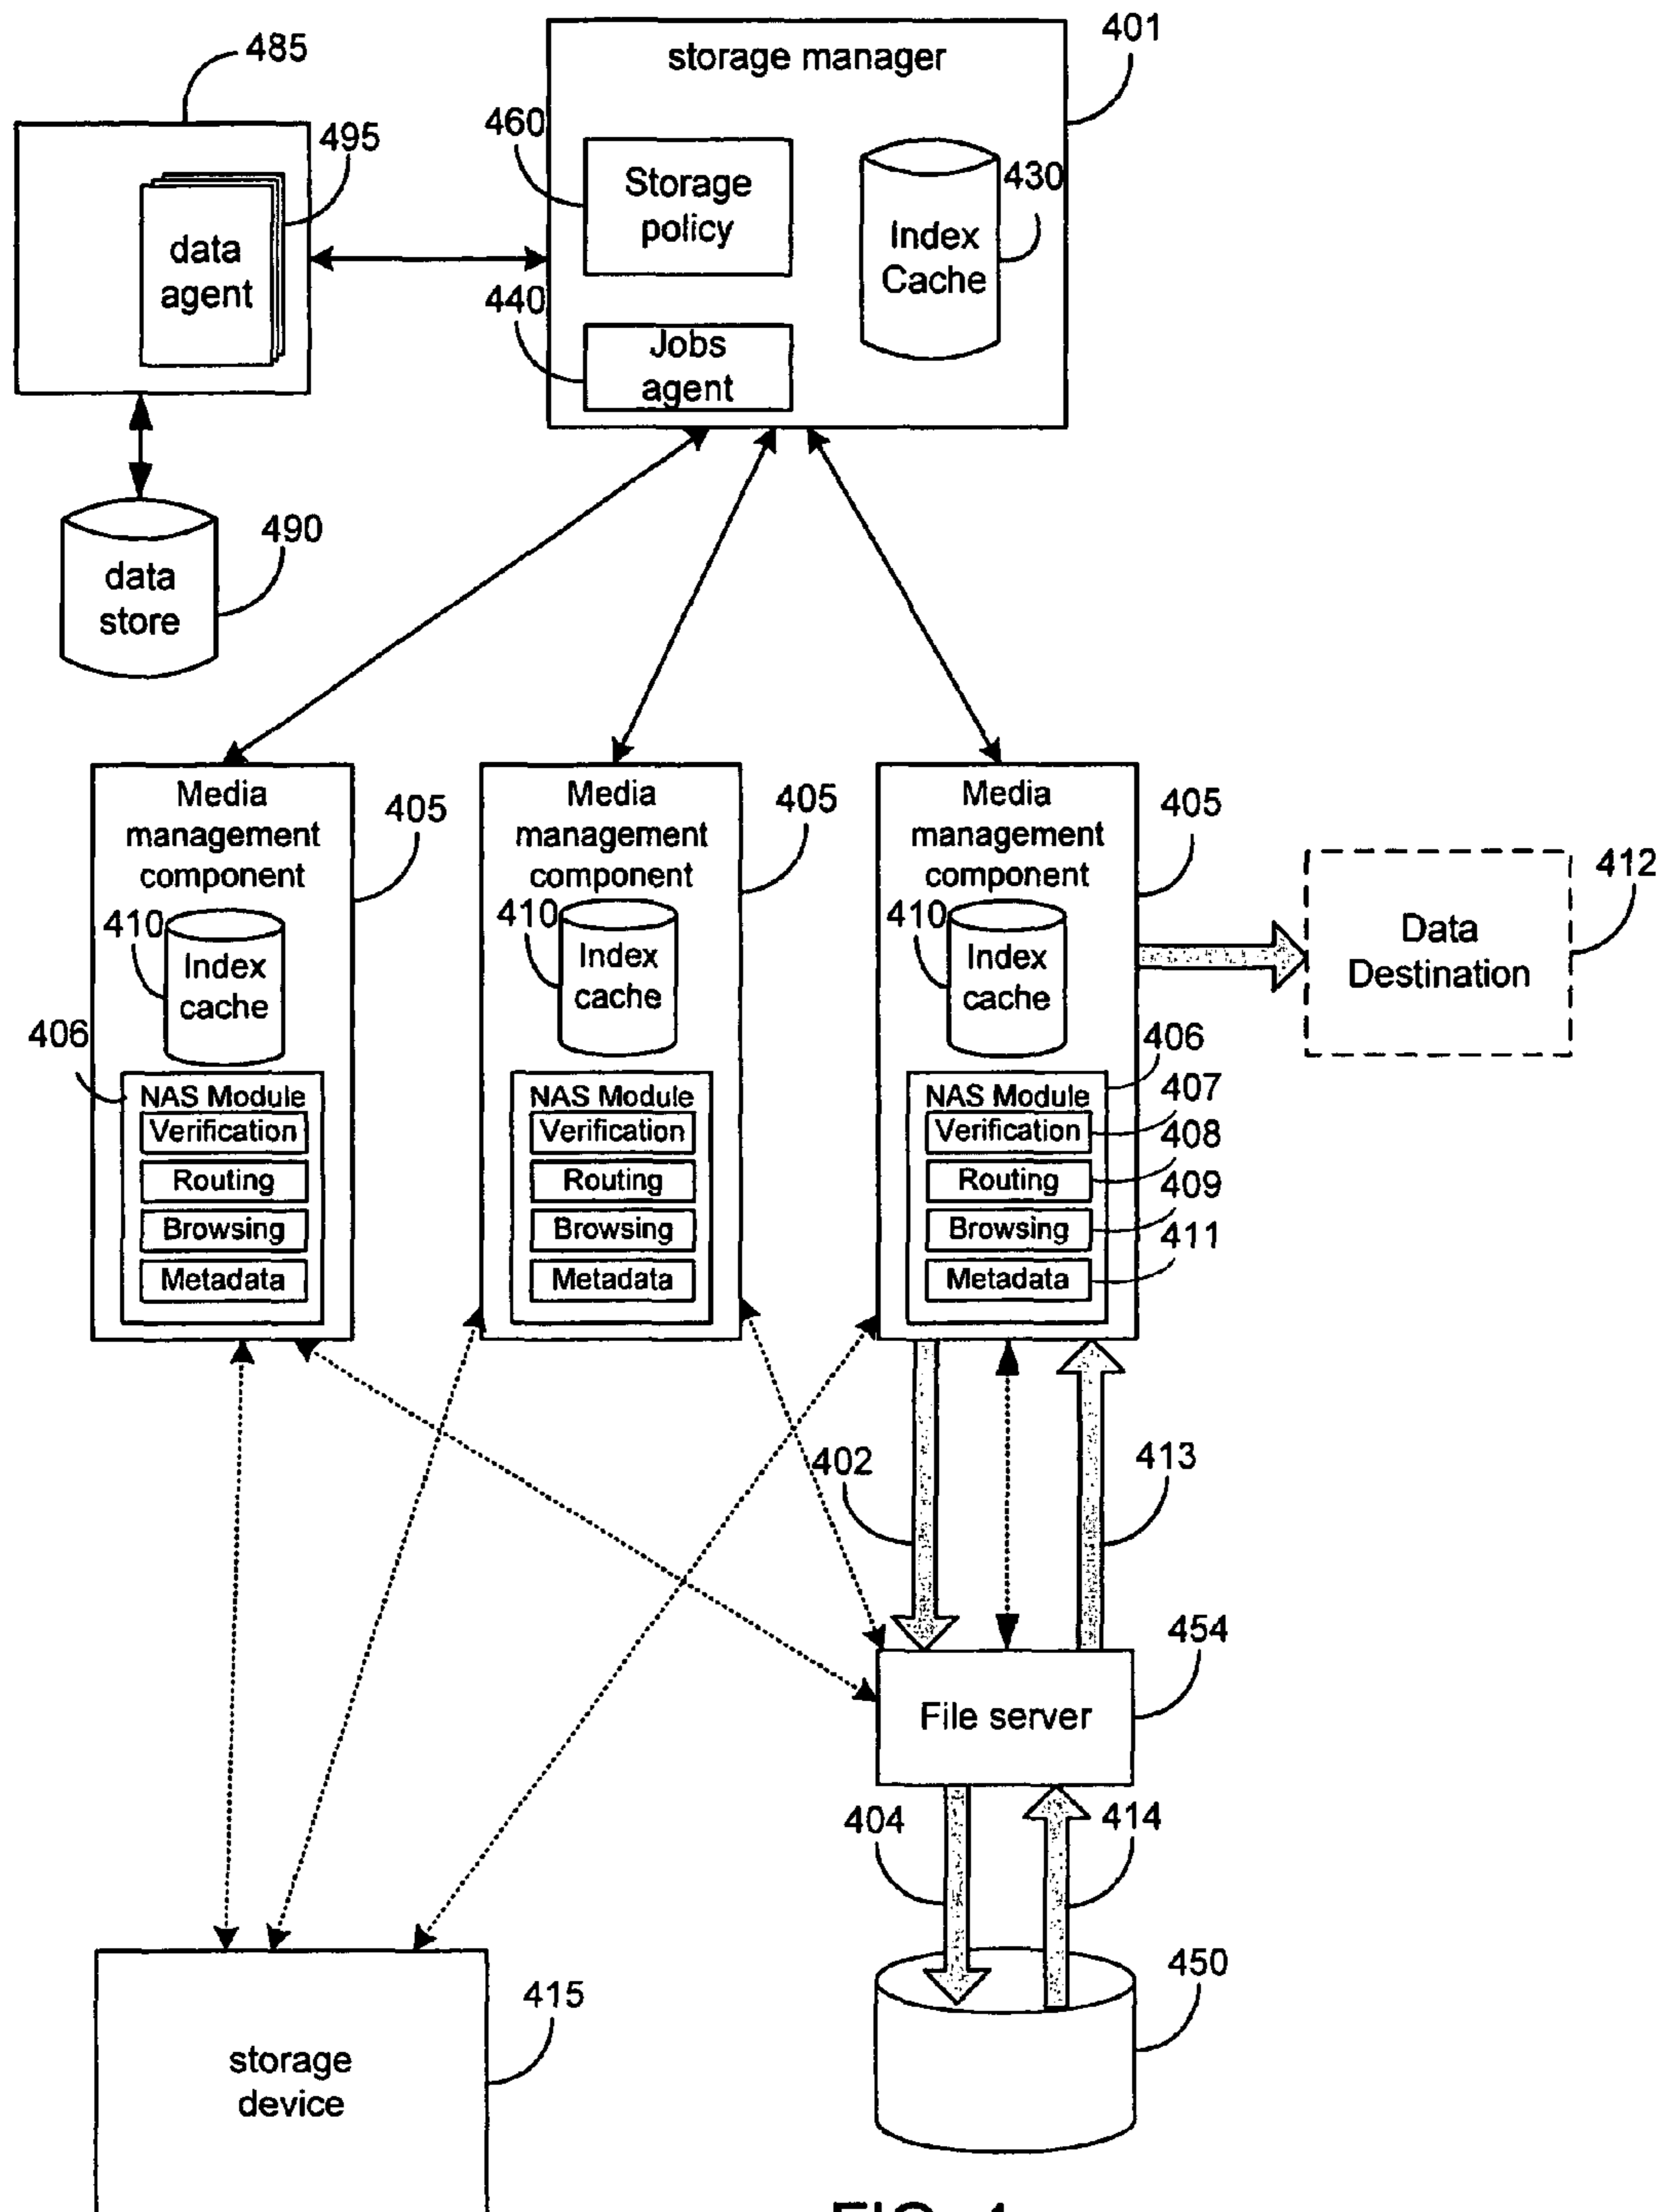 401
storage manager
485
460
495
Storage
policy
430
Index
Cache
data
agent
440
Jobs
agent
490
data
store
Media
management
component
405
Media
management
component
405
Media
management
component
405
412
Data
Destination
410
Index
cache
410
Index
cache
410
Index
cache
406
406
NAS Module
Verification
Routing
Browsing
Metadata
NAS Module
Verification
Routing
Browsing
Metadata
NAS Module
Verification
Routing
Browsing
Metadata
407
408
409
411
402
413
454
File server
404
414
450
415
storage
device